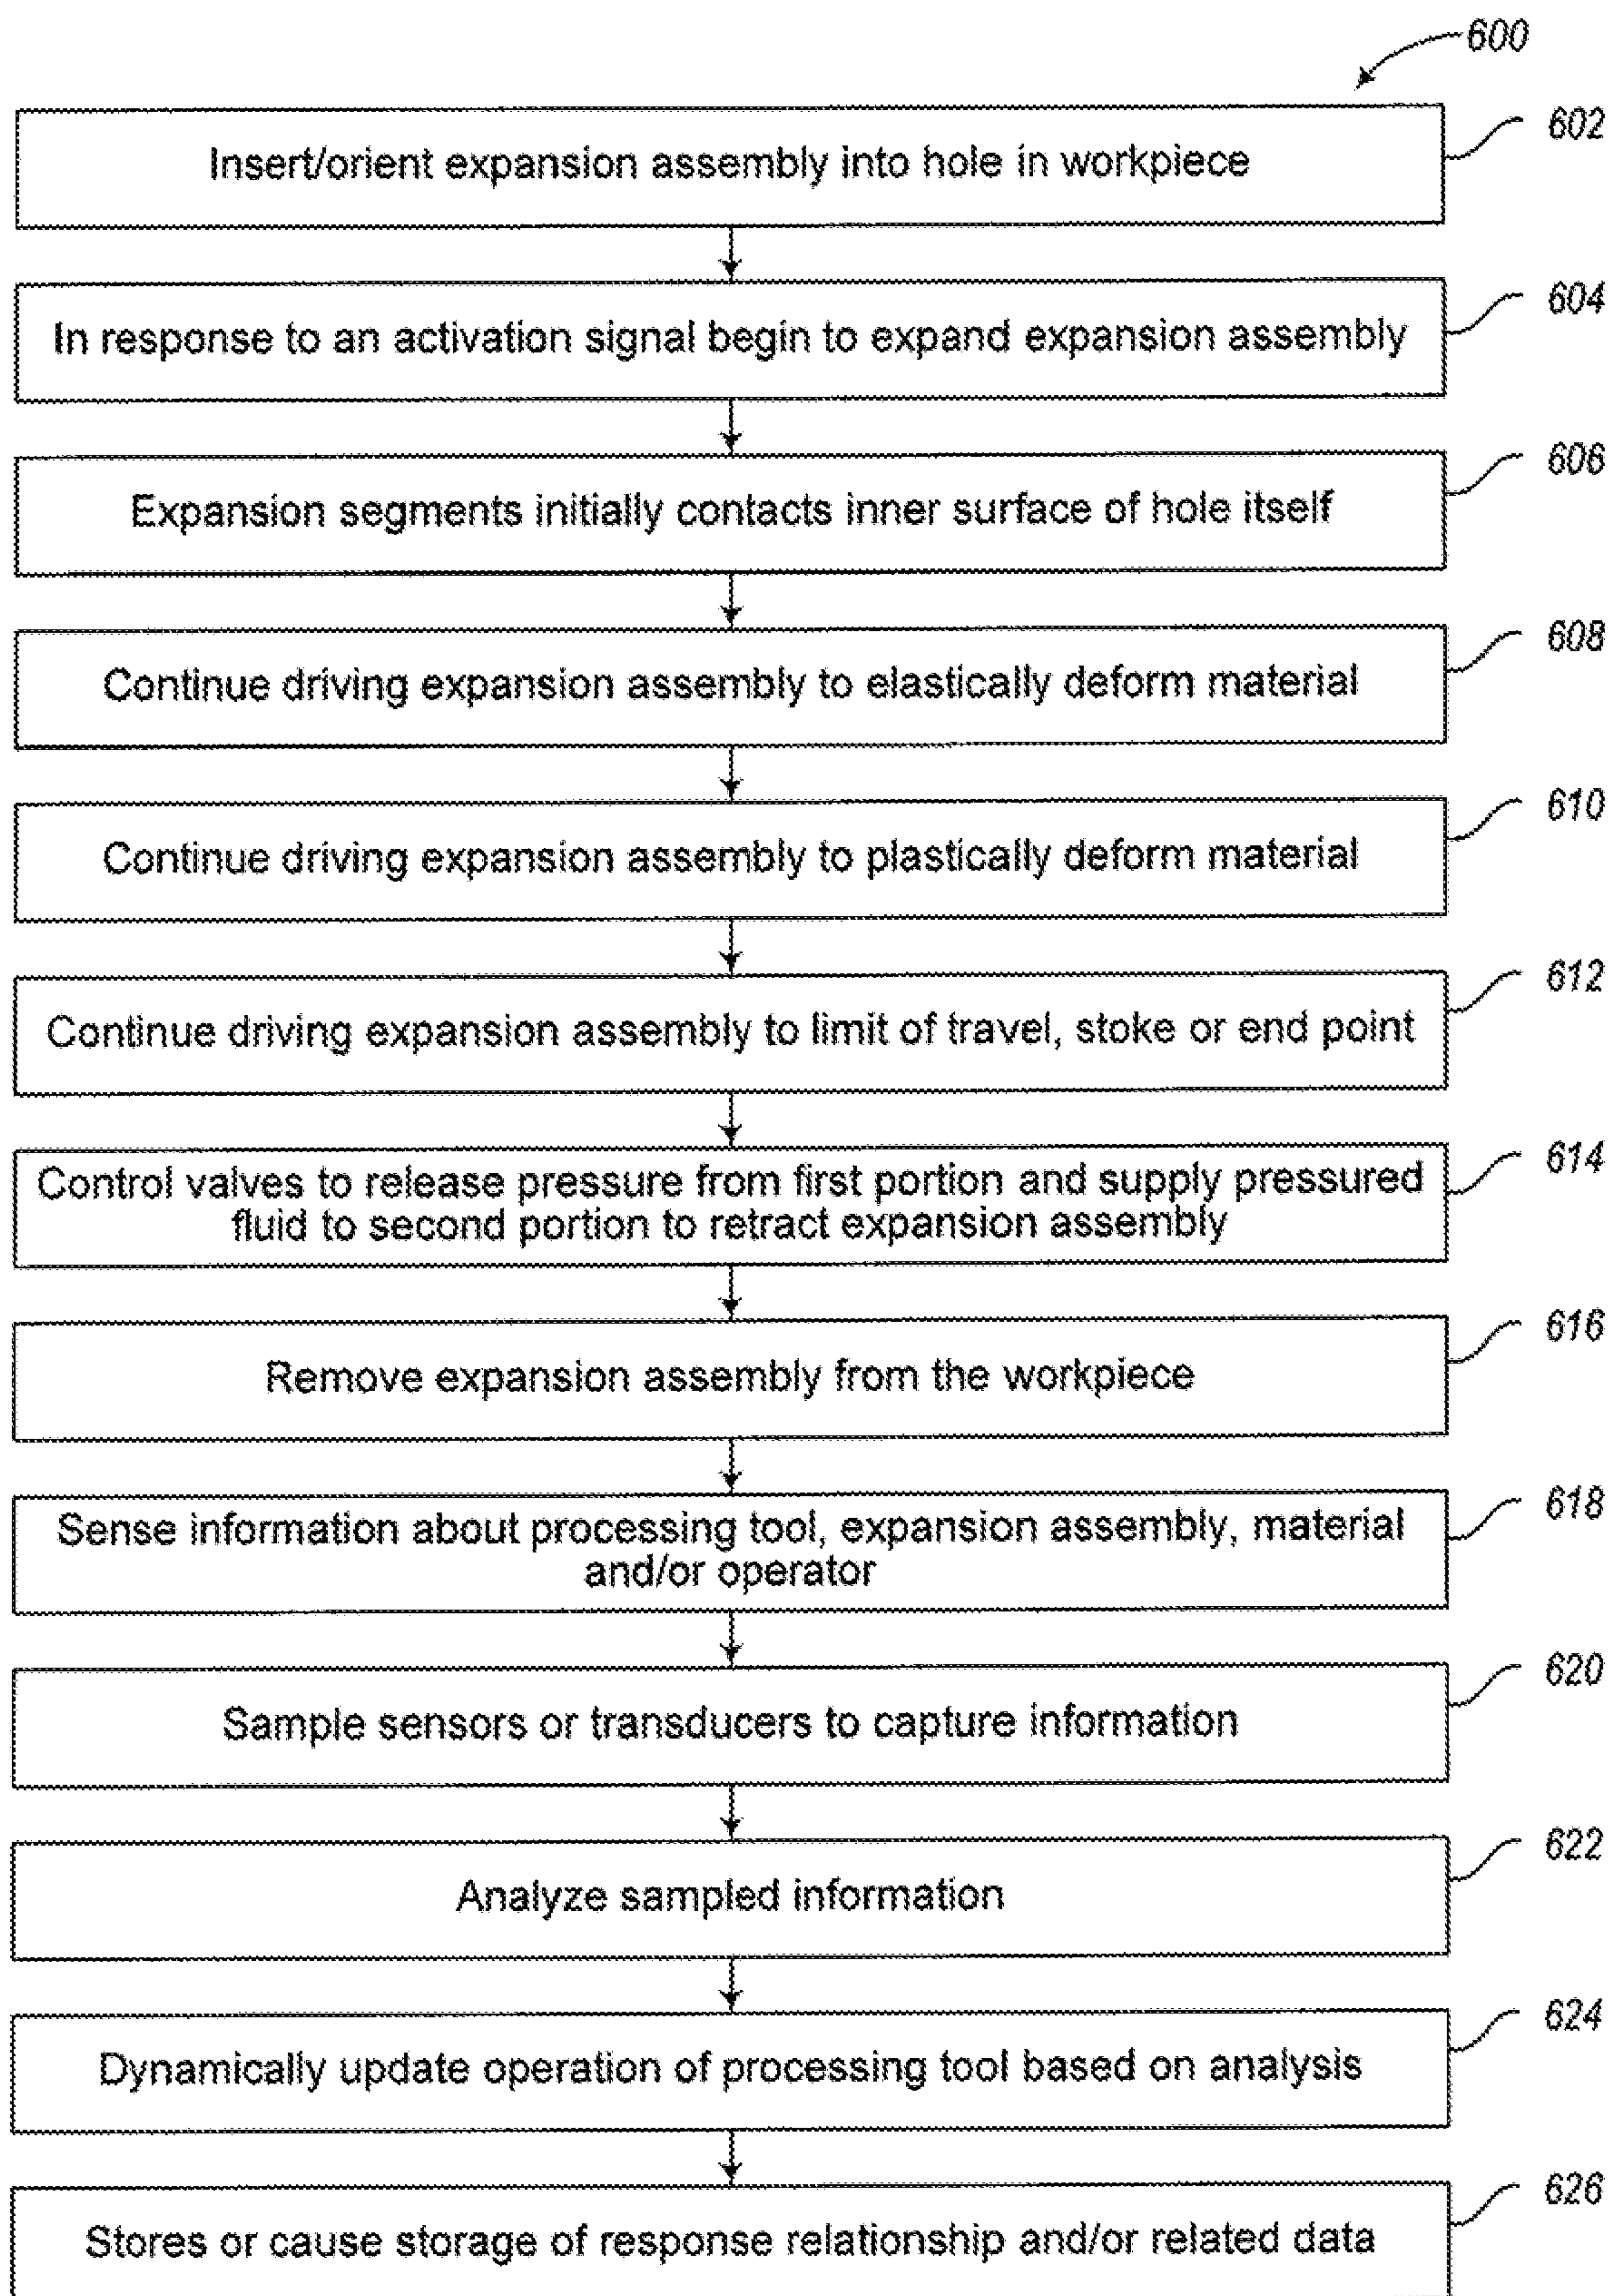 600
Insert/orient expansion assembly into hole in workpiece
602
In response to an activation signal begin to expand expansion assembly
604
Expansion segments initially contacts inner surface of hole itself
606
Continue driving expansion assembly to elastically deform material
608
Continue driving expansion assembly to plastically deform material
610
Continue driving expansion assembly to limit of travel, stoke or end point
612
Control valves to release pressure from first portion and supply pressured
fluid to second portion to retract expansion assembly
614
Remove expansion assembly from the workpiece
616
Sense information about processing tool, expansion assembly, material
and/or operator
618
Sample sensors or transducers to capture information
620
Analyze sampled information
622
Dynamically update operation of processing tool based on analysis
624
Stores or cause storage of response relationship and/or related data
626